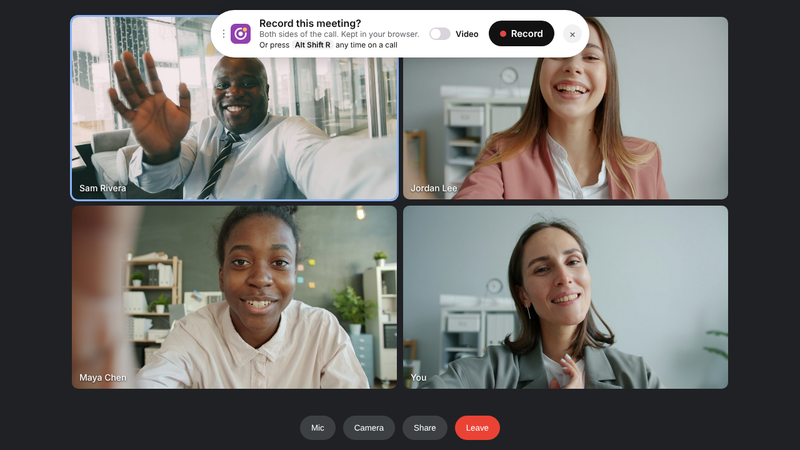 Record this meeting?
Both sides of the call. Kept in your browser.
Or press Alt Shift R any time on a call
Video
Record
Sam Rivera
Jordan Lee
Maya Chen
You
Mic
Camera
Share
Leave